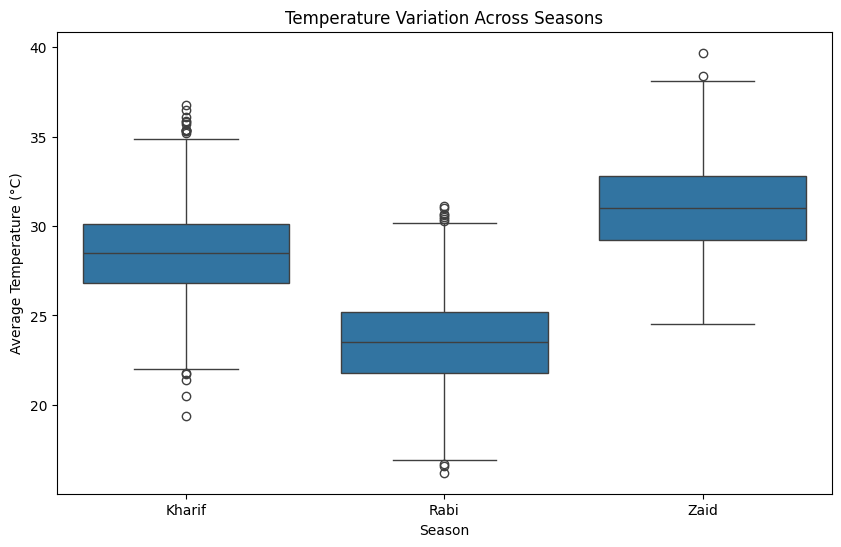 Temperature Variation Across Seasons
Average Temperature (°C)
40
35
30
25
20
Kharif
Rabi
Zaid
Season